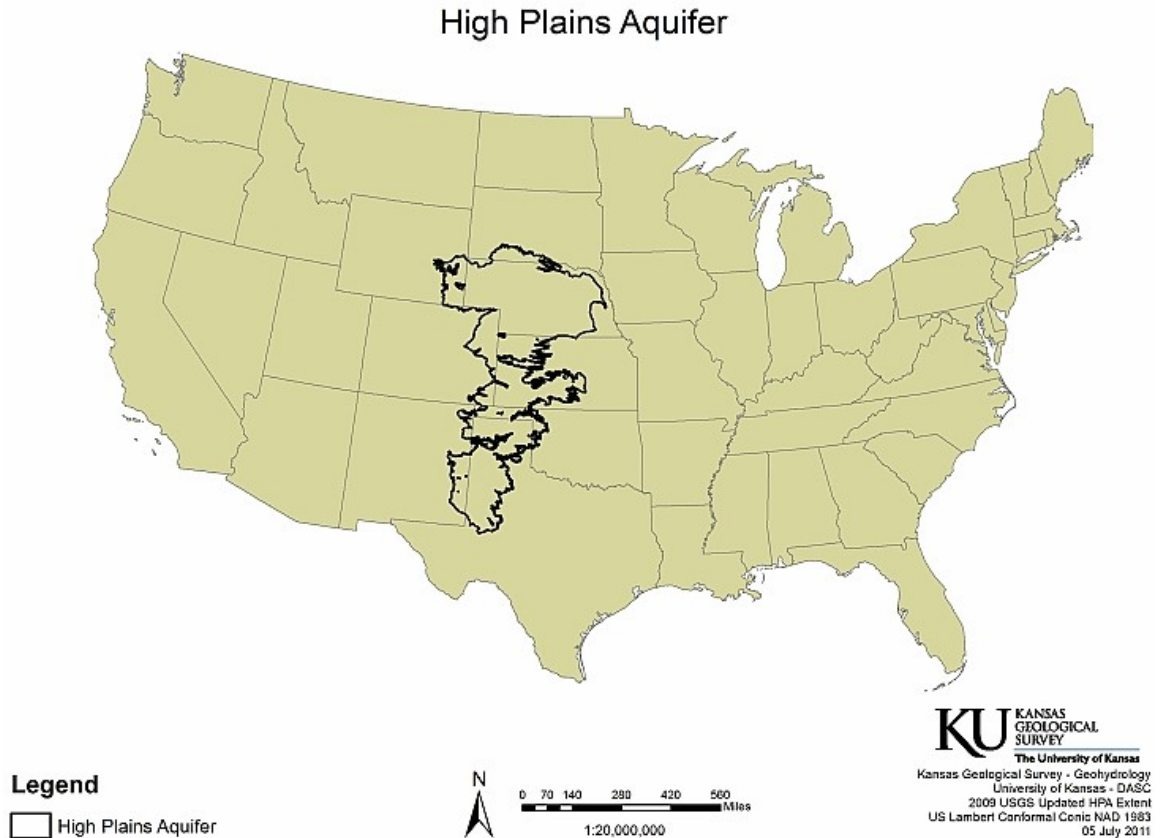 High Plains Aquifer
KU
KANSAS
GEOLOGICAL
SURVEY
The University of Kansas
Kansas Geological Survey - Geohydrology
University of Kansas - DASC
2009 USGS Updated HPA Extent
US Lambert Conformal Conic NAD 1983
05 July 2011
Legend
High Plains Aquifer
N
0 70 140 280 420 560
Miles
1:20,000,000